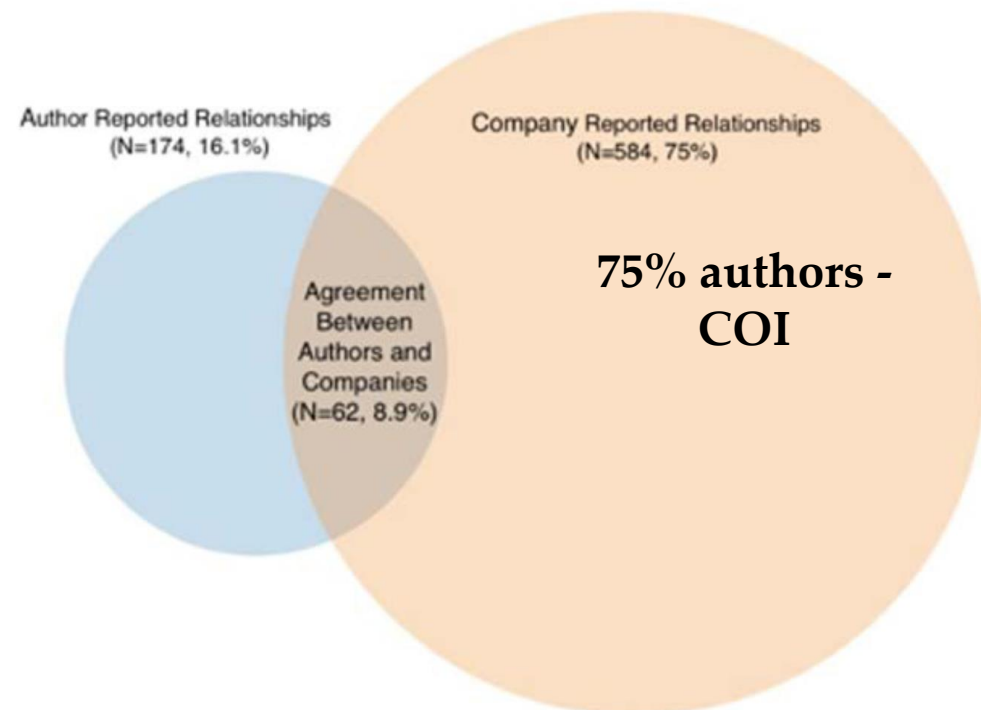 Author Reported Relationships
(N=174, 16.1%)
Company Reported Relationships
(N=584, 75%)
75% authors -
COI
Agreement
Between
Authors and
Companies
(N=62, 8.9%)